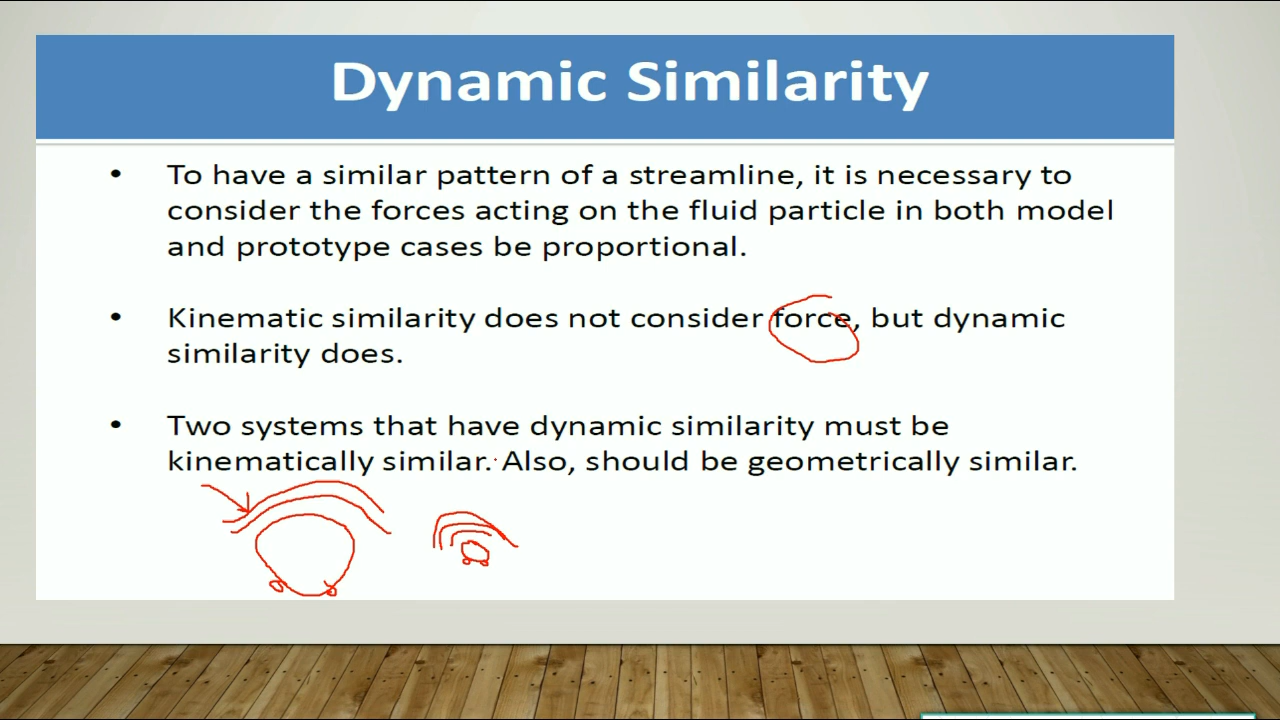 Dynamic Similarity
• To have a similar pattern of a streamline, it is necessary to
consider the forces acting on the fluid particle in both model
and prototype cases be proportional.
• Kinematic similarity does not consider force, but dynamic
similarity does.
• Two systems that have dynamic similarity must be
kinematically similar. Also, should be geometrically similar.